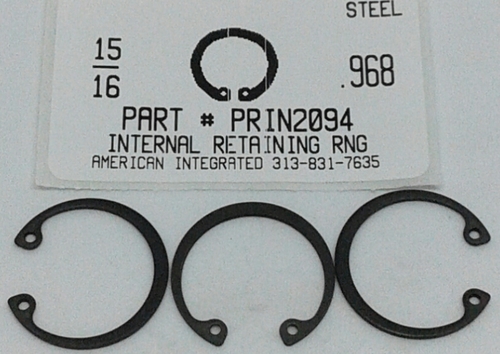 STEEL
15
16
.968
PART # PRIN2094
INTERNAL RETAINING RNG
AMERICAN INTEGRATED 313-831-7635